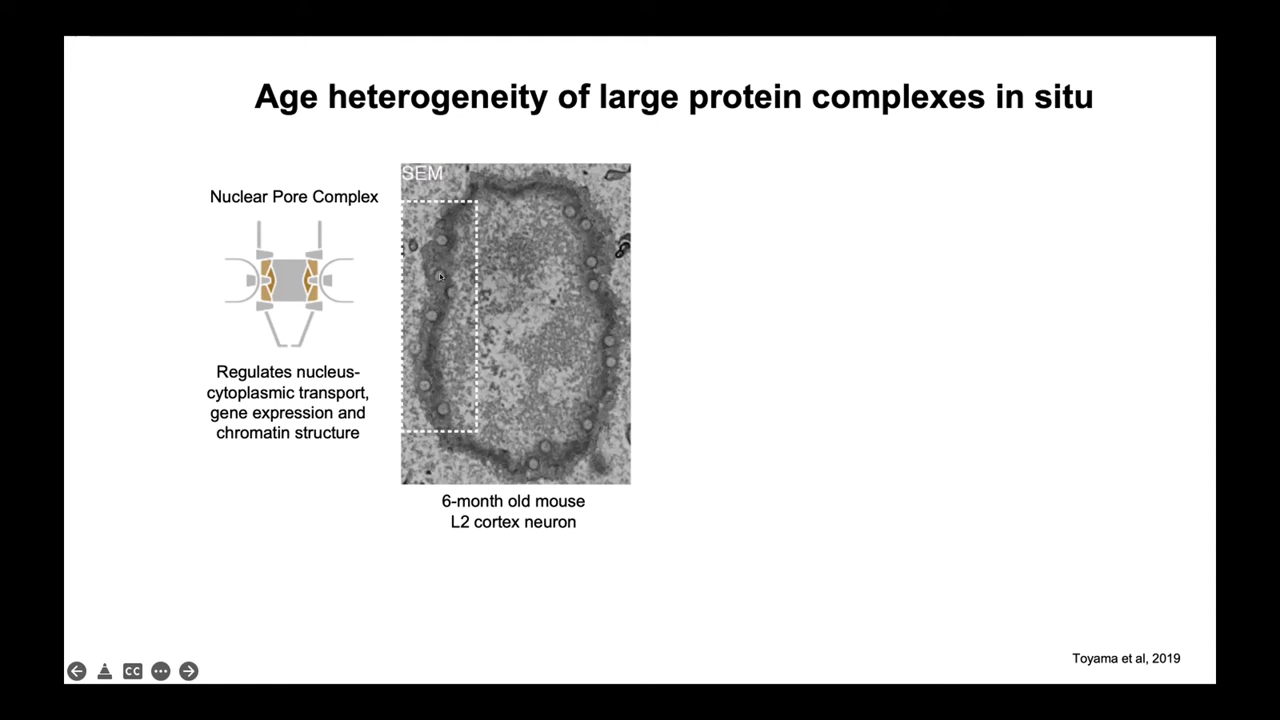 Age heterogeneity of large protein complexes in situ
SEM
Nuclear Pore Complex
Regulates nucleus-
cytoplasmic transport,
gene expression and
chromatin structure
6-month old mouse
L2 cortex neuron
Toyama et al, 2019
CC